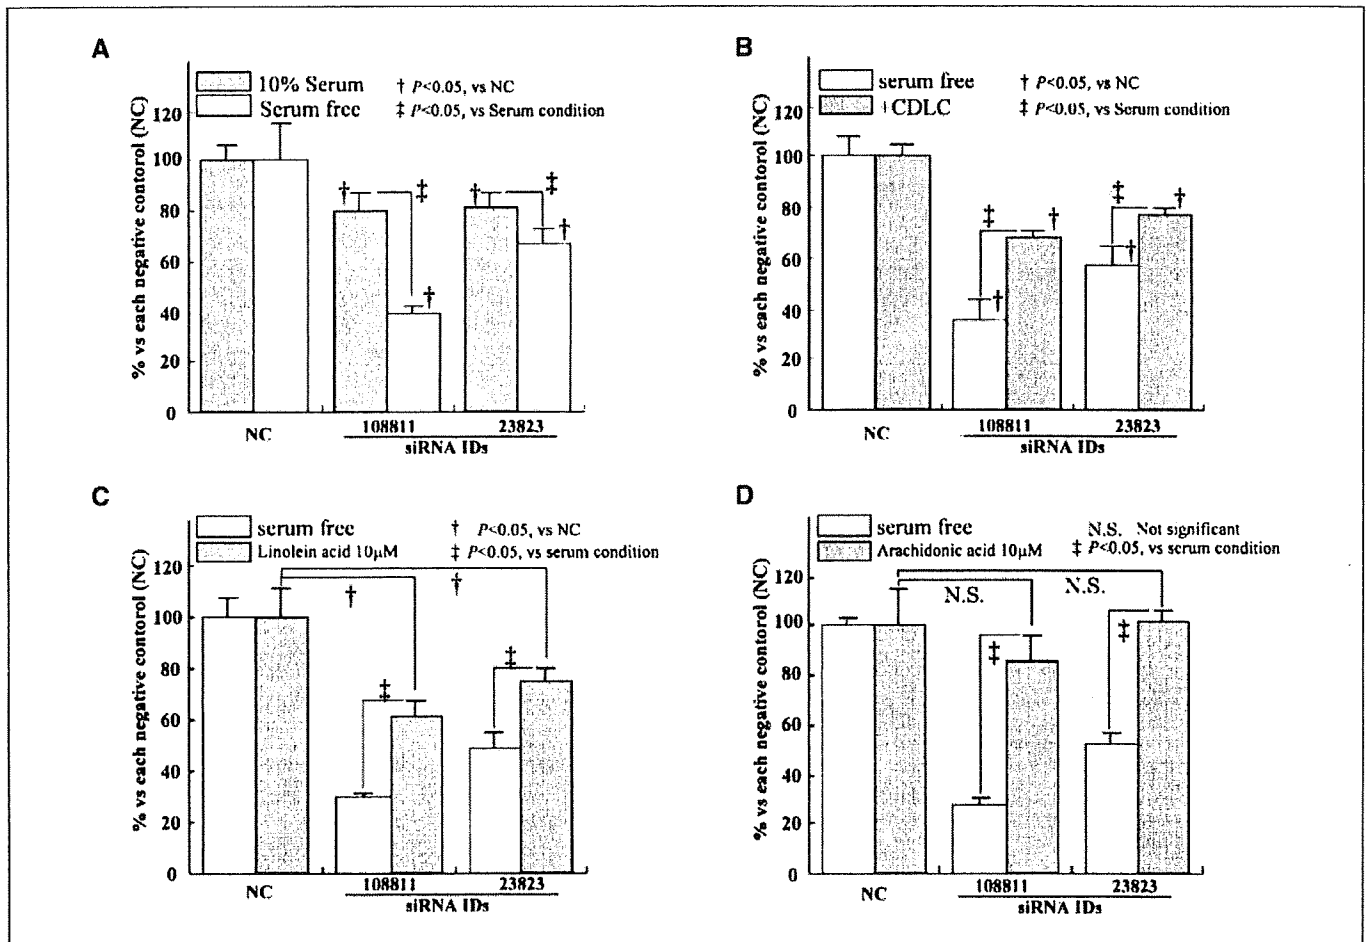 A
10% Serum
Serum free
† P<0.05, vs NC
‡ P<0.05, vs Serum condition
% vs each negative contorol (NC)
120
100
80
60
40
20
0
† ‡ † ‡
† †
NC
108811
23823
siRNA IDs
B
serum free
+CDLC
† P<0.05, vs NC
‡ P<0.05, vs Serum condition
% vs each negative contorol (NC)
120
100
80
60
40
20
0
‡ † ‡ †
† †
NC
108811
23823
siRNA IDs
C
serum free
Linolein acid 10µM
† P<0.05, vs NC
‡ P<0.05, vs serum condition
% vs each negative contorol (NC)
120
100
80
60
40
20
0
† †
‡ ‡
NC
108811
23823
siRNA IDs
D
serum free
Arachidonic acid 10µM
N.S. Not significant
‡ P<0.05, vs serum condition
% vs each negative contorol (NC)
120
100
80
60
40
20
0
N.S. N.S.
‡ ‡
NC
108811
23823
siRNA IDs